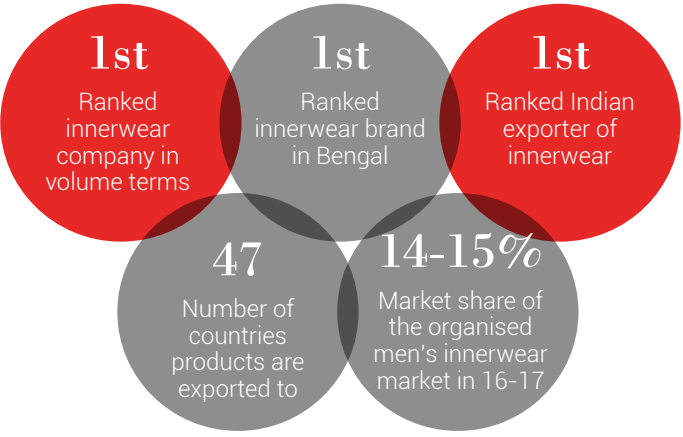 1st
Ranked
innerwear
company in
volume terms
1st
Ranked
innerwear brand
in Bengal
1st
Ranked Indian
exporter of
innerwear
47
Number of
countries
products are
exported to
14-15%
Market share of
the organised
men's innerwear
market in 16-17